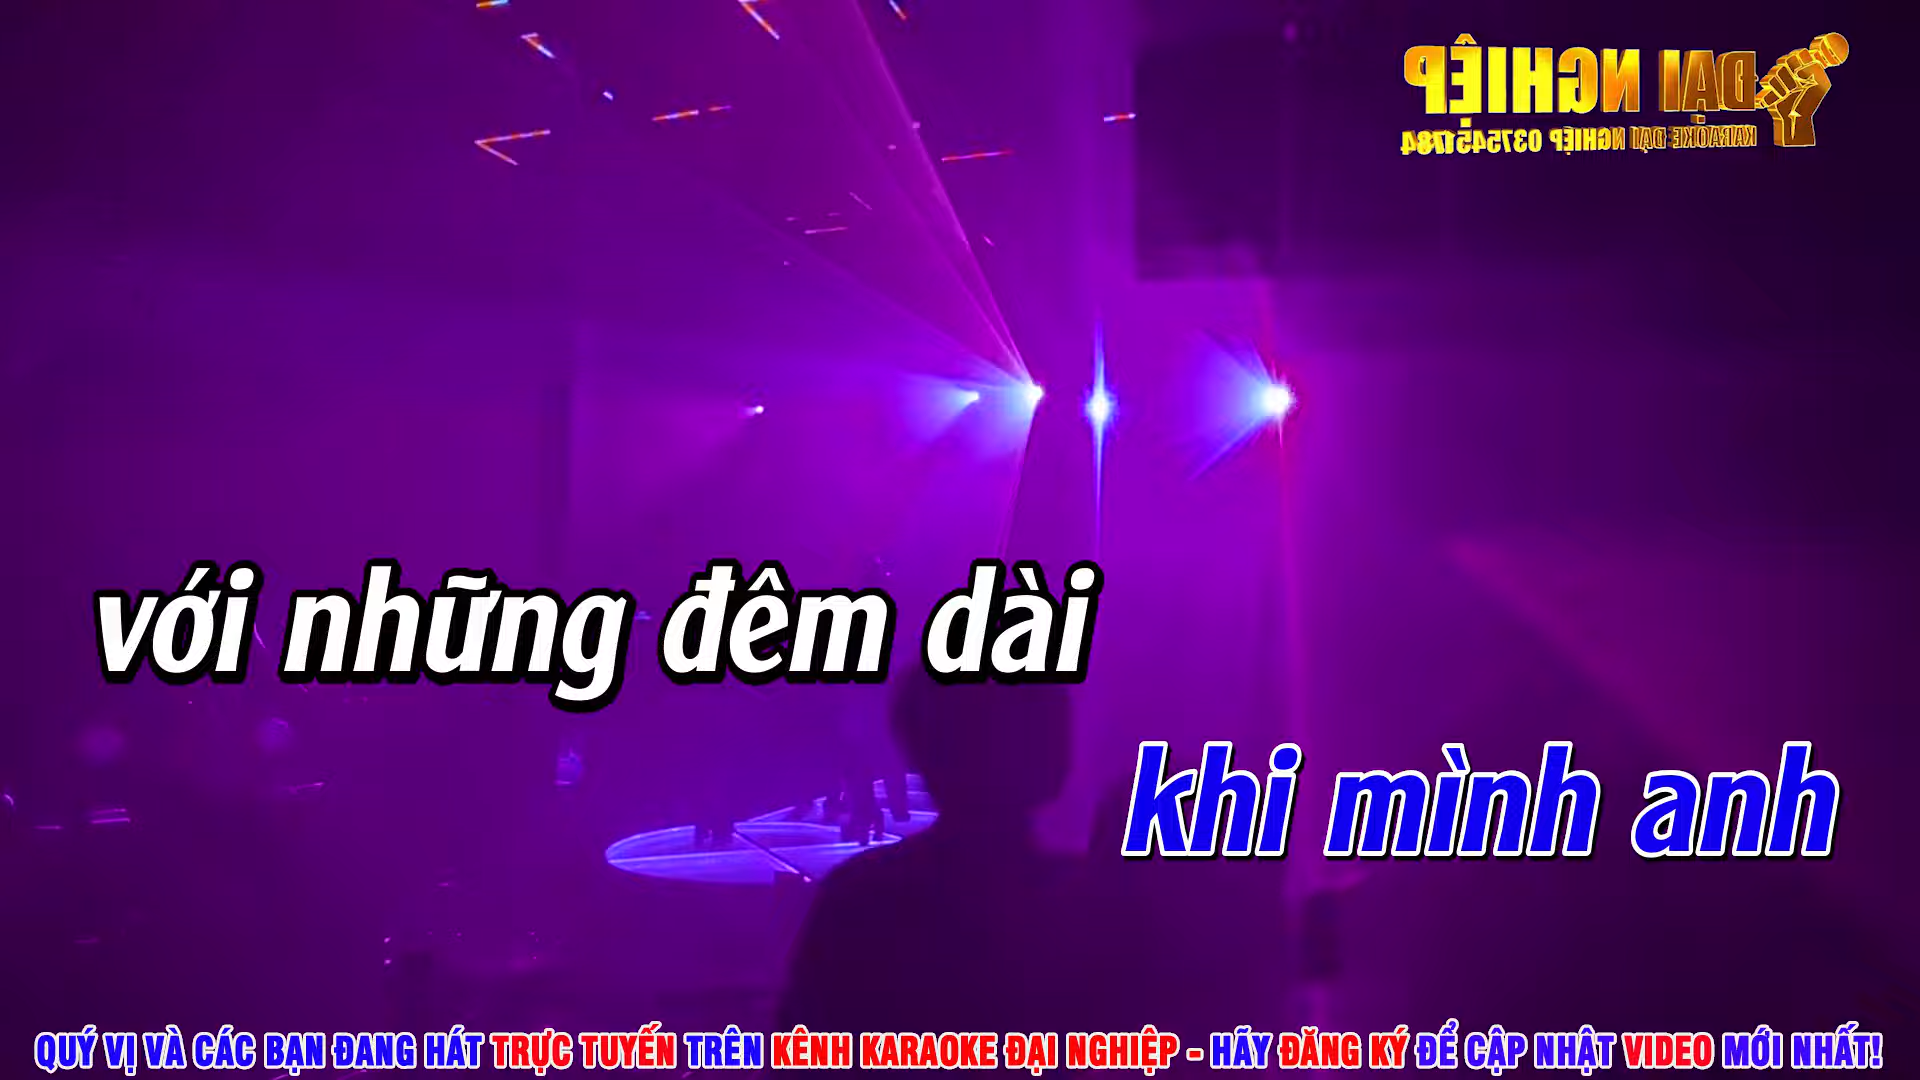 ĐẠI NGHIỆP
KARAOKE ĐẠI NGHIỆP 0375451784
với những đêm dài
khi mình anh
QUÝ VỊ VÀ CÁC BẠN ĐANG HÁT TRỰC TUYẾN TRÊN KÊNH KARAOKE ĐẠI NGHIỆP - HÃY ĐĂNG KÝ ĐỂ CẬP NHẬT VIDEO MỚI NHẤT!